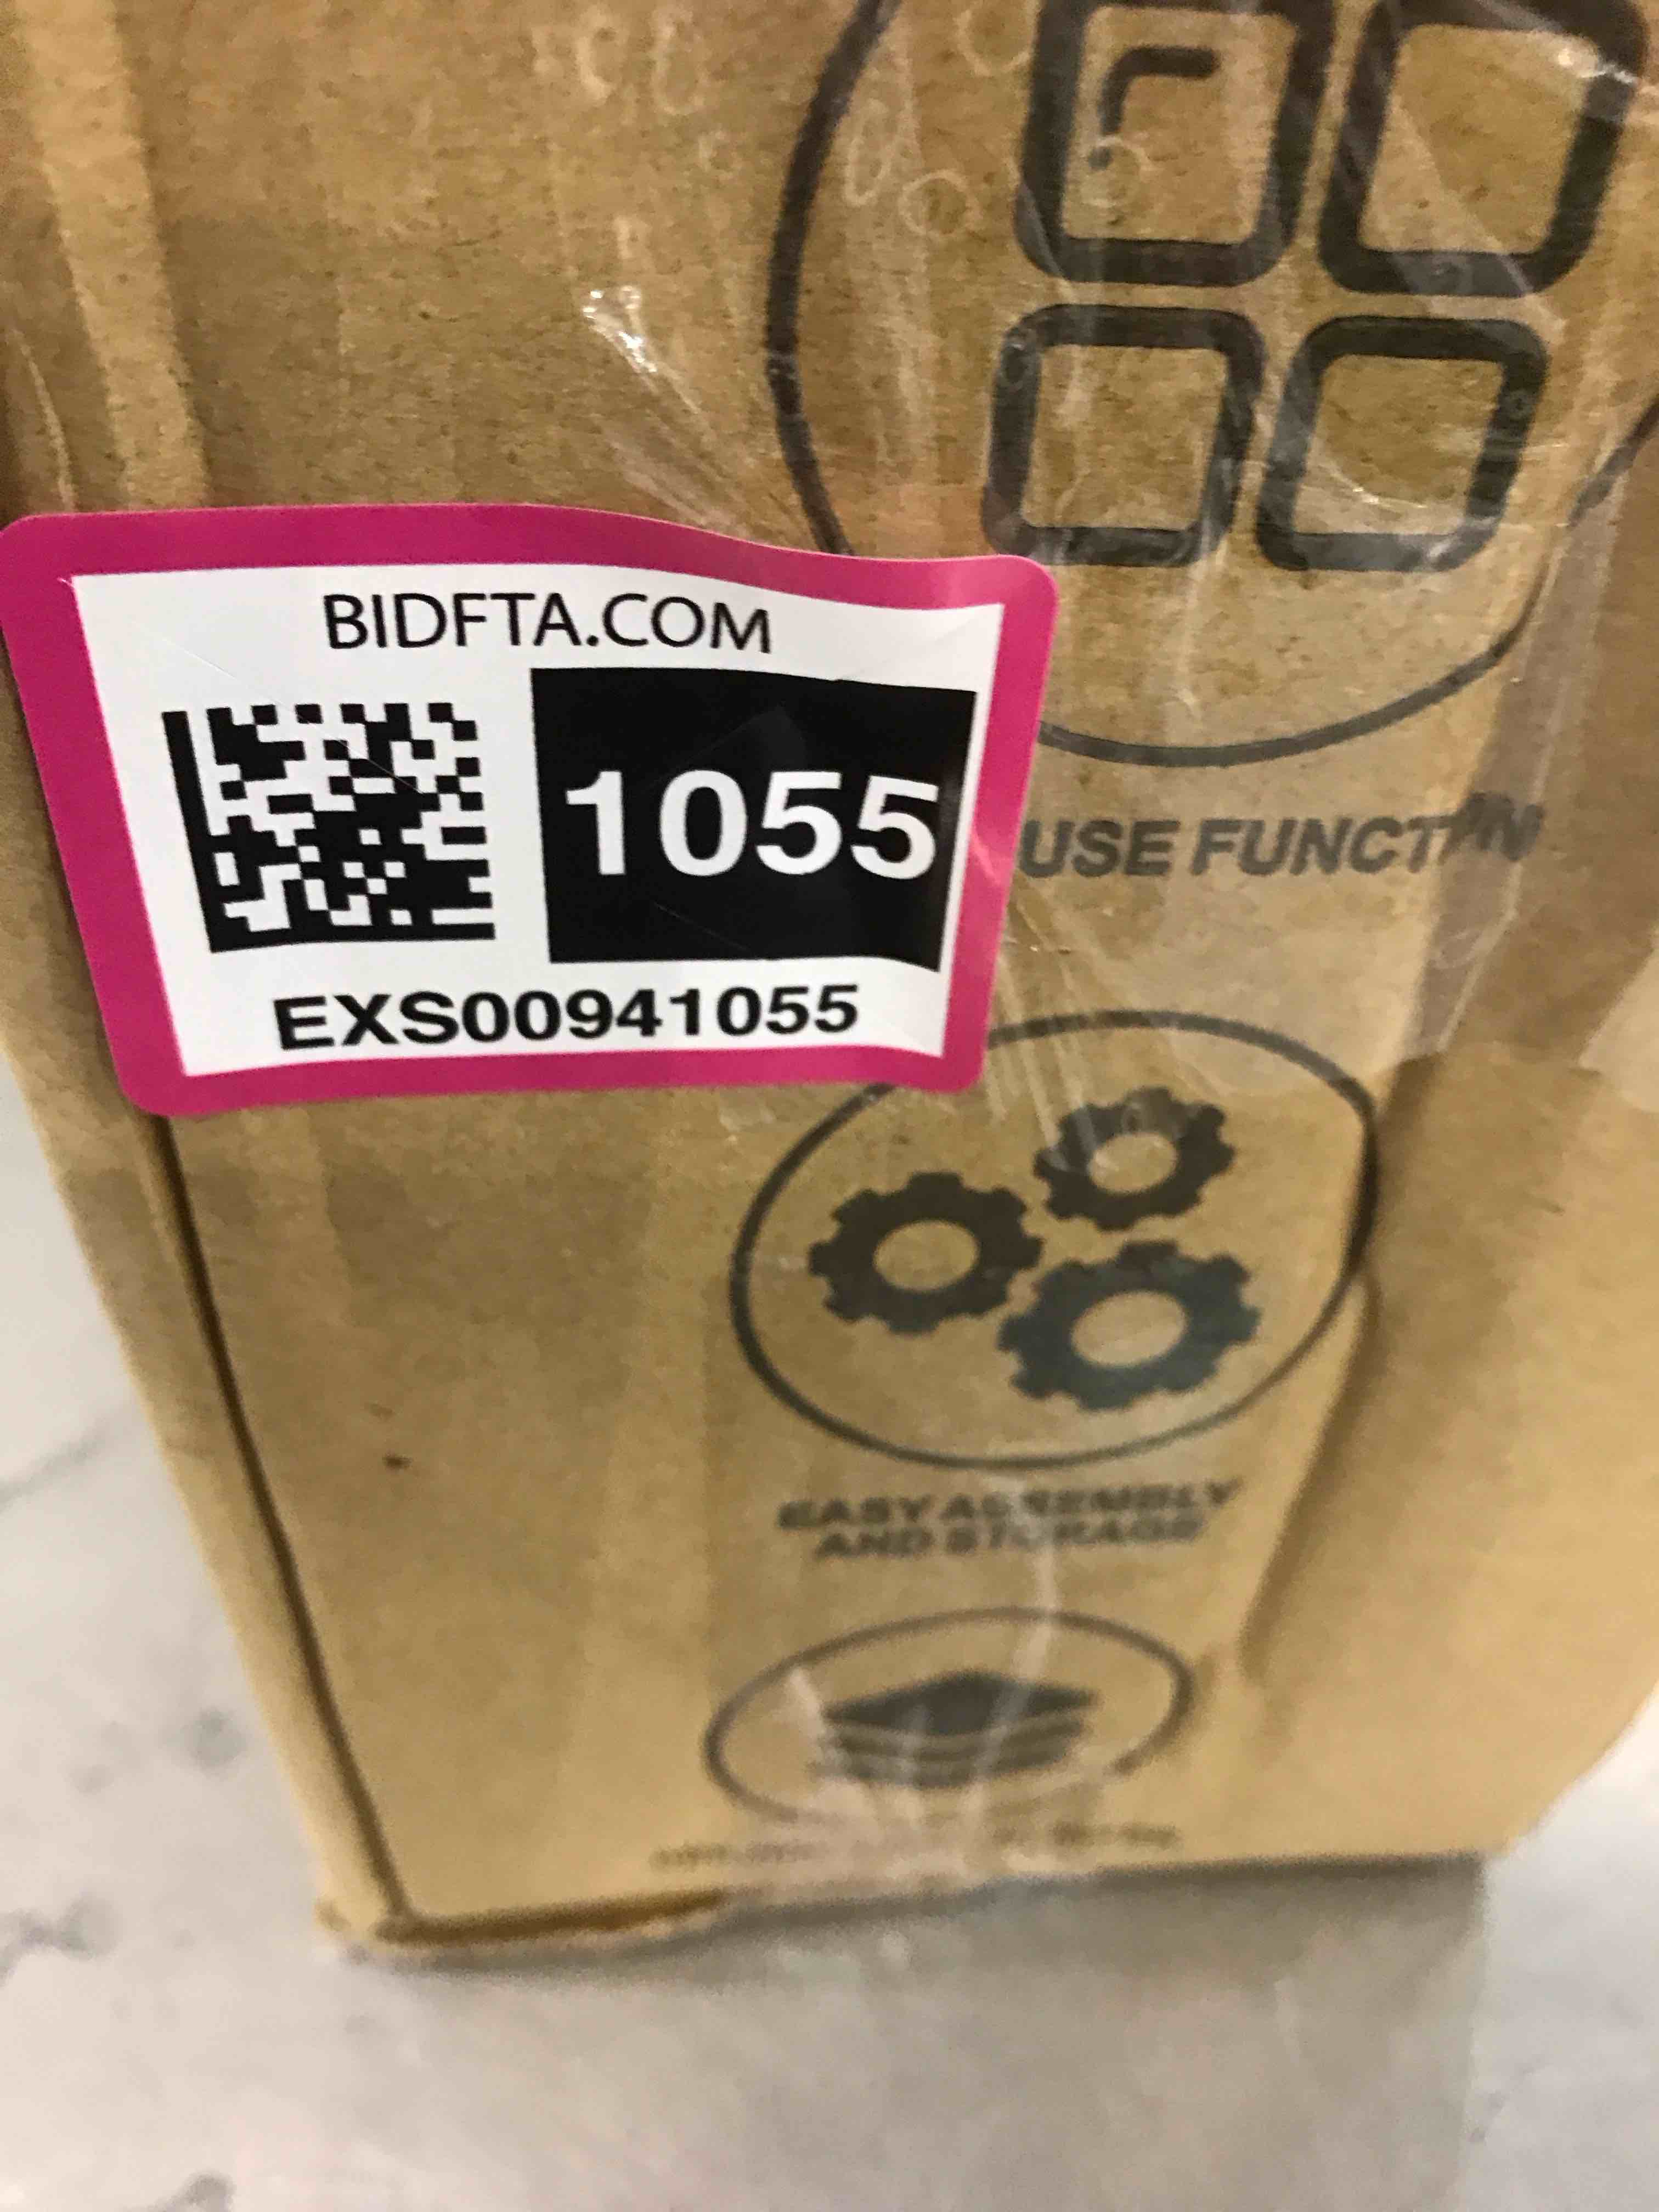 BIDFTA.COM
1055
EXS00941055
USE FUNCTION
EASY ASSEMBLY
AND STORAGE